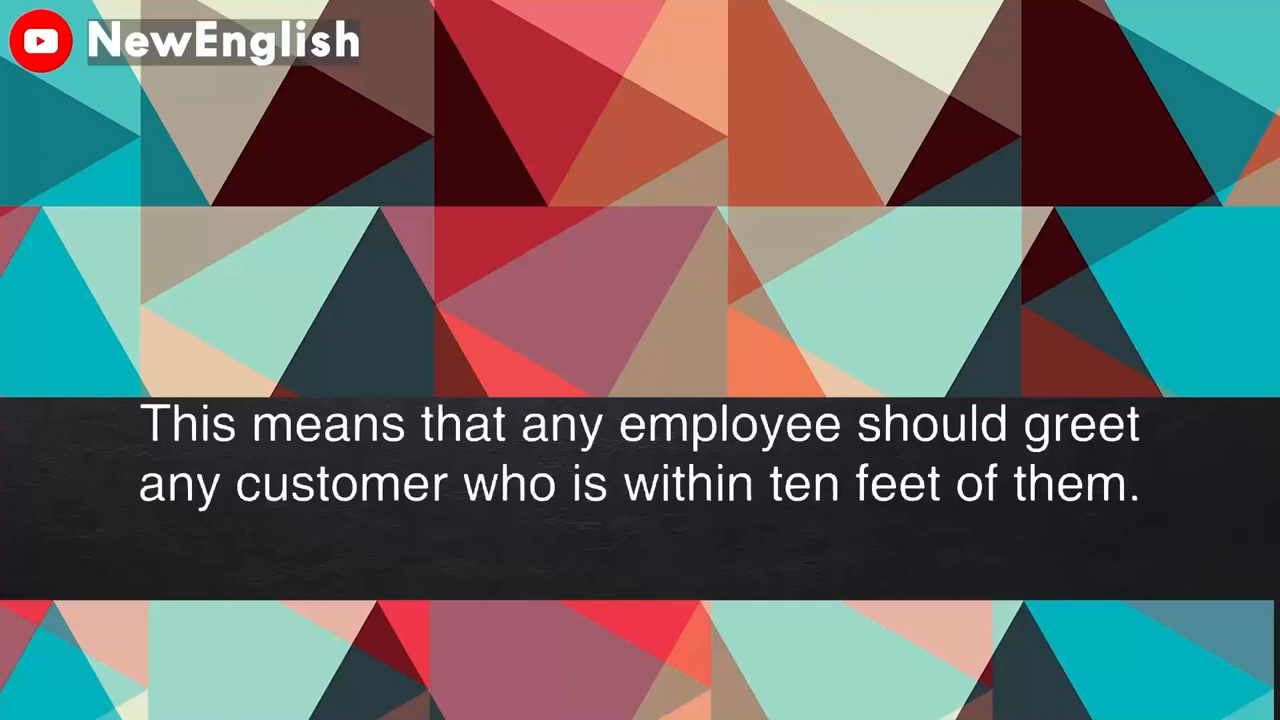 NewEnglish
This means that any employee should greet
any customer who is within ten feet of them.